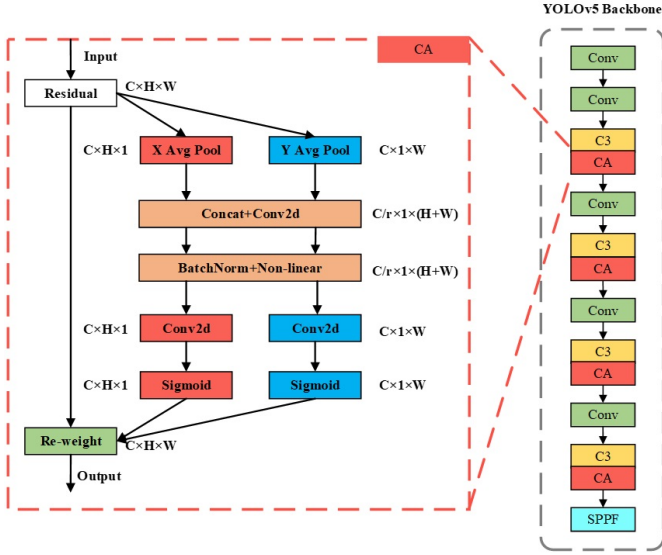 YOLOv5 Backbone
CA
Input
Residual
C×H×W
C×H×1
X Avg Pool
Y Avg Pool
C×1×W
Concat+Conv2d
C/r×1×(H+W)
BatchNorm+Non-linear
C/r×1×(H+W)
C×H×1
Conv2d
Conv2d
C×1×W
C×H×1
Sigmoid
Sigmoid
C×1×W
Re-weight
C×H×W
Output
Conv
Conv
C3
CA
Conv
C3
CA
Conv
C3
CA
Conv
C3
CA
SPPF